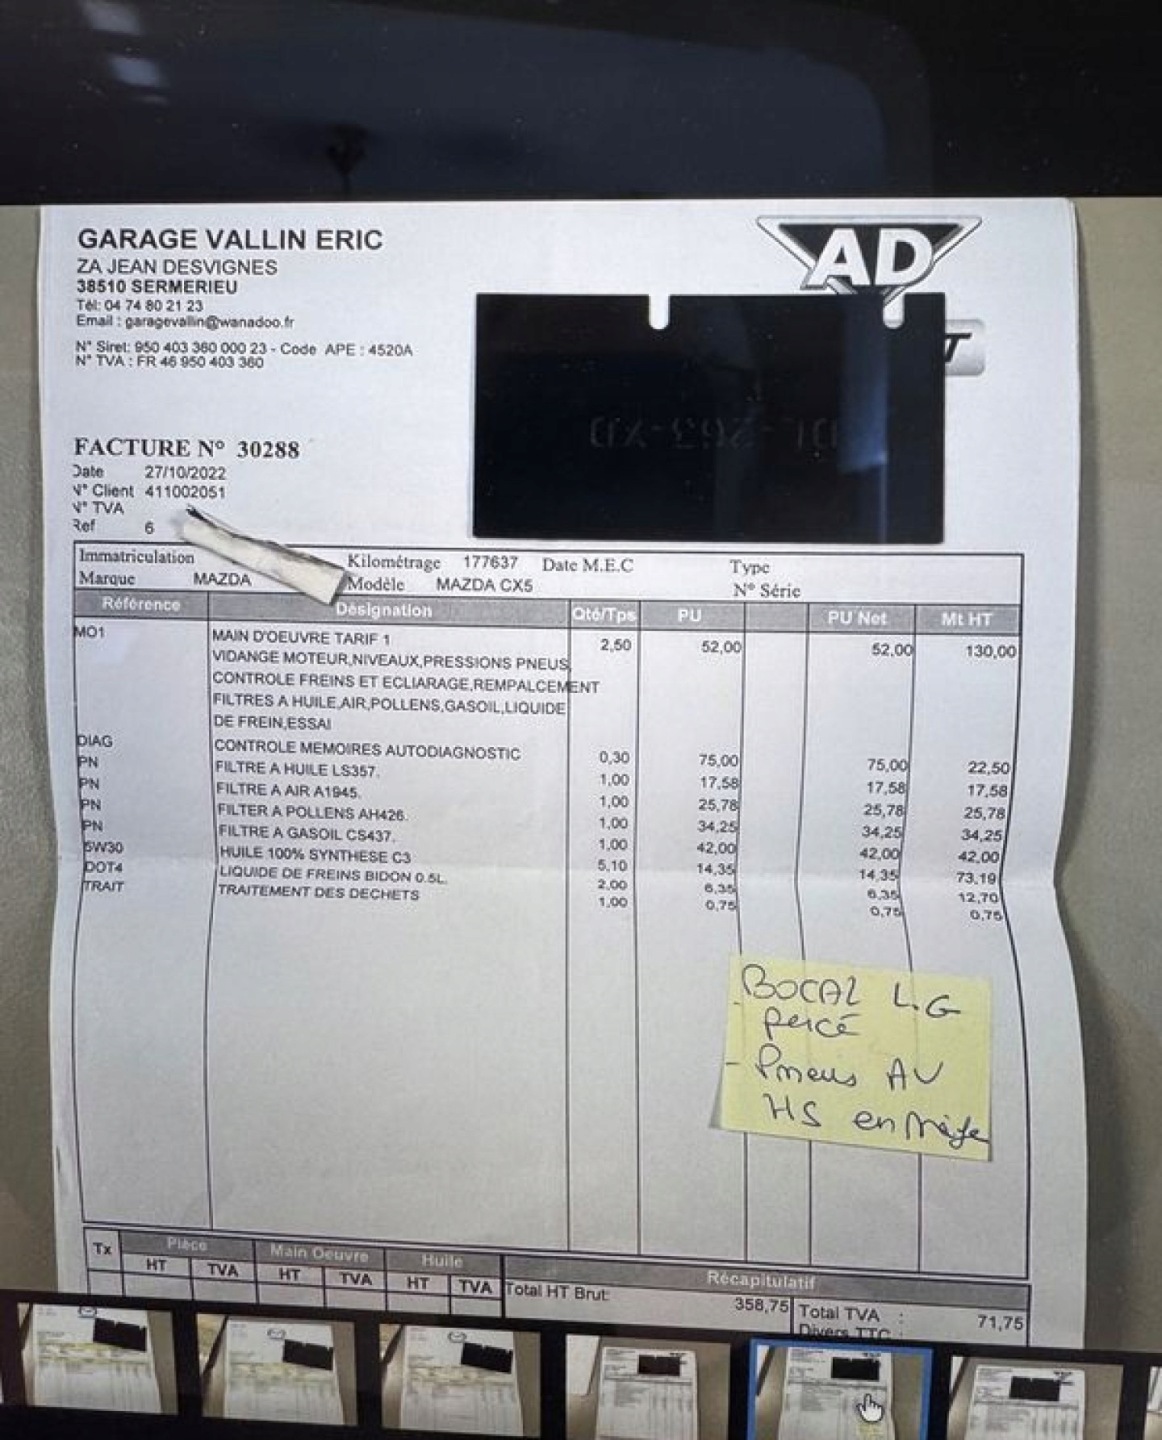 GARAGE VALLIN ERIC
ZA JEAN DESVIGNES
38510 SERMERIEU
Tél: 04 74 80 21 23
Email : garagevallin@wanadoo.fr
N° Siret: 950 403 360 000 23 - Code APE : 4520A
N° TVA : FR 46 950 403 360
AD
T
FACTURE N° 30288
Date 27/10/2022
N° Client 411002051
N° TVA
Ref 6
Immatriculation Kilométrage 177637 Date M.E.C Type
Marque MAZDA Modèle MAZDA CX5 N° Série
Référence Désignation Qté/Tps PU PU Net Mt HT
MO1 MAIN D'OEUVRE TARIF 1 2,50 52,00 52,00 130,00
VIDANGE MOTEUR,NIVEAUX,PRESSIONS PNEUS,
CONTROLE FREINS ET ECLIARAGE,REMPALCEMENT
FILTRES A HUILE,AIR,POLLENS,GASOIL,LIQUIDE
DE FREIN,ESSAI
DIAG CONTROLE MEMOIRES AUTODIAGNOSTIC 0,30 75,00 75,00 22,50
PN FILTRE A HUILE LS357. 1,00 17,58 17,58 17,58
PN FILTRE A AIR A1945. 1,00 25,78 25,78 25,78
PN FILTER A POLLENS AH426. 1,00 34,25 34,25 34,25
PN FILTRE A GASOIL CS437. 1,00 42,00 42,00 42,00
5W30 HUILE 100% SYNTHESE C3 5,10 14,35 14,35 73,19
DOT4 LIQUIDE DE FREINS BIDON 0.5L. 2,00 6,35 6,35 12,70
TRAIT TRAITEMENT DES DECHETS 1,00 0,75 0,75 0,75
BOCAL L.G
percé
- Pneus AV
HS en
Tx Pièce Main Oeuvre Huile Récapitulatif
HT TVA HT TVA HT TVA Total HT Brut: 358,75 Total TVA : 71,75
Divers TTC :